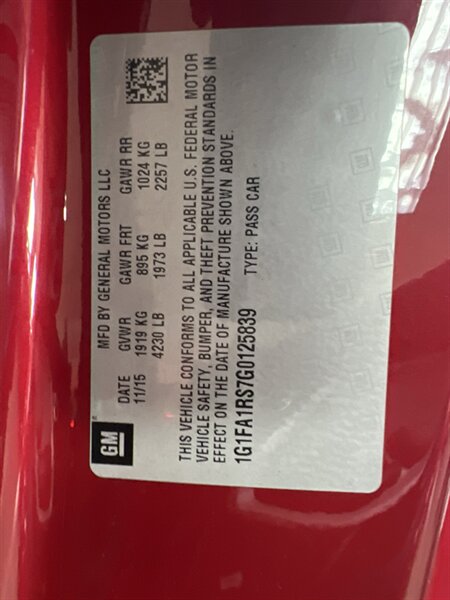 GM
MFD BY GENERAL MOTORS LLC
DATE GVWR GAWR FRT GAWR RR
11/15 1919 KG 895 KG 1024 KG
4230 LB 1973 LB 2257 LB
THIS VEHICLE CONFORMS TO ALL APPLICABLE U.S. FEDERAL MOTOR
VEHICLE SAFETY, BUMPER, AND THEFT PREVENTION STANDARDS IN
EFFECT ON THE DATE OF MANUFACTURE SHOWN ABOVE.
1G1FA1RS7G0125839 TYPE: PASS CAR